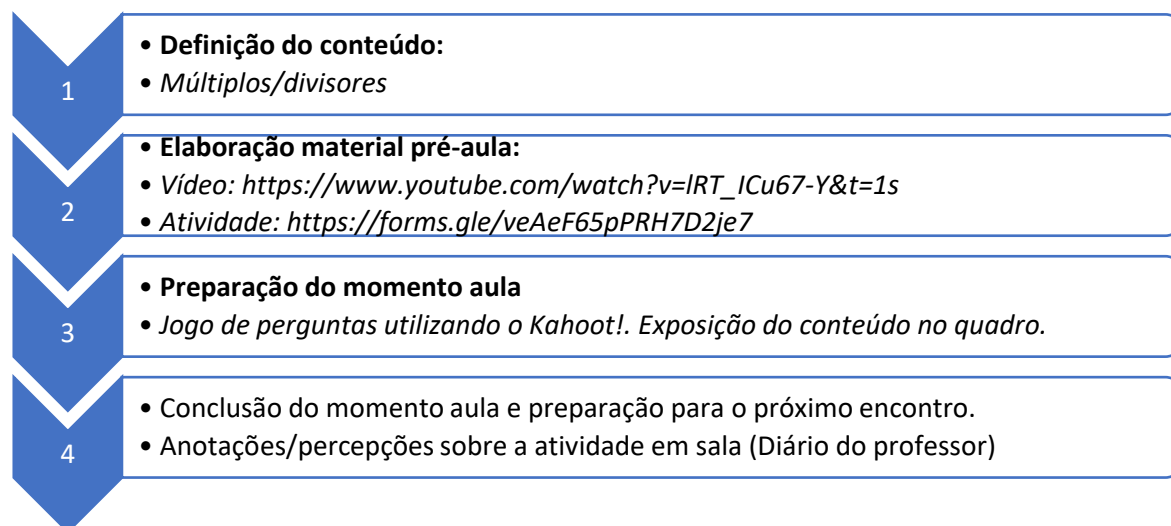 1
• Definição do conteúdo:
• Múltiplos/divisores
2
• Elaboração material pré-aula:
• Vídeo: https://www.youtube.com/watch?v=lRT_ICu67-Y&t=1s
• Atividade: https://forms.gle/veAeF65pPRH7D2je7
3
• Preparação do momento aula
• Jogo de perguntas utilizando o Kahoot!. Exposição do conteúdo no quadro.
4
• Conclusão do momento aula e preparação para o próximo encontro.
• Anotações/percepções sobre a atividade em sala (Diário do professor)